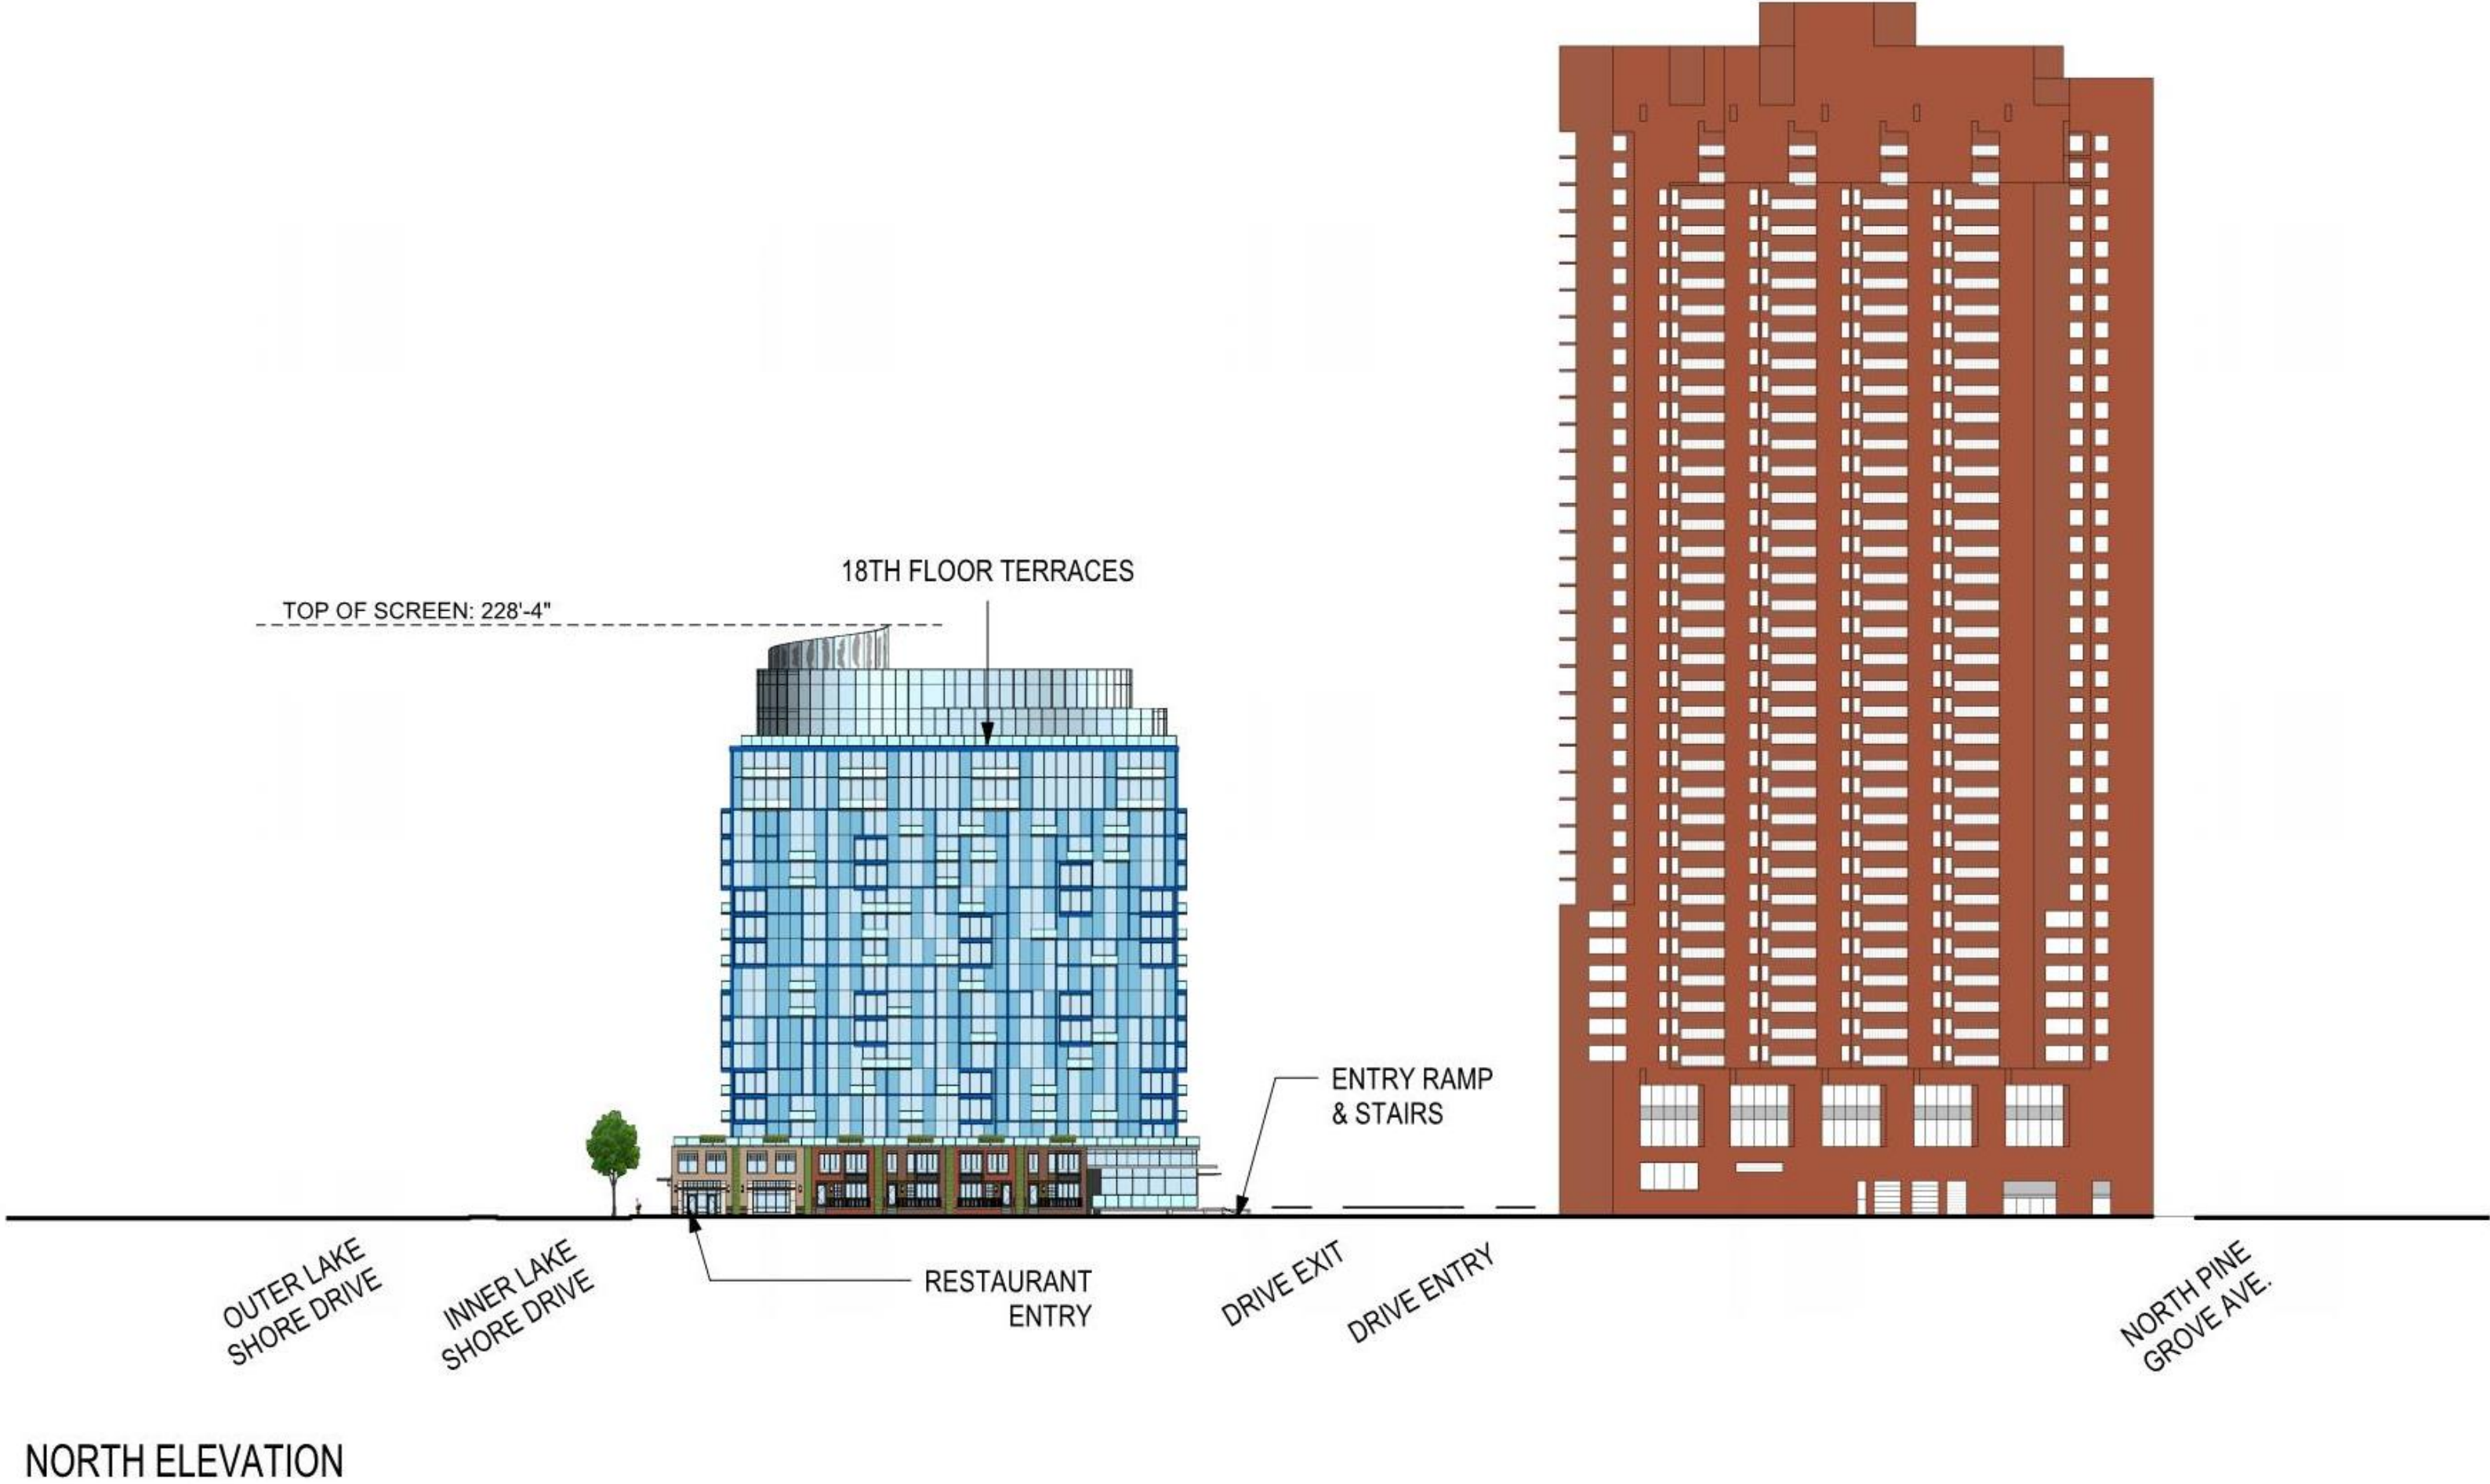 18TH FLOOR TERRACES
TOP OF SCREEN: 228'-4"
ENTRY RAMP
& STAIRS
OUTER LAKE
SHORE DRIVE
INNER LAKE
SHORE DRIVE
RESTAURANT
ENTRY
DRIVE EXIT
DRIVE ENTRY
NORTH PINE
GROVE AVE.
NORTH ELEVATION